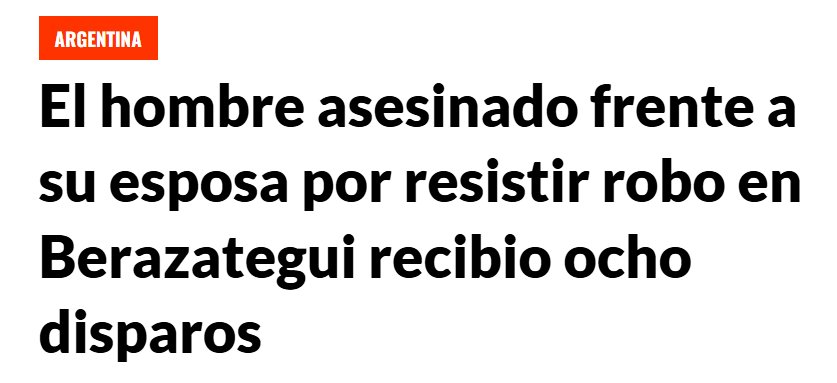 ARGENTINA
El hombre asesinado frente a
su esposa por resistir robo en
Berazategui recibio ocho
disparos